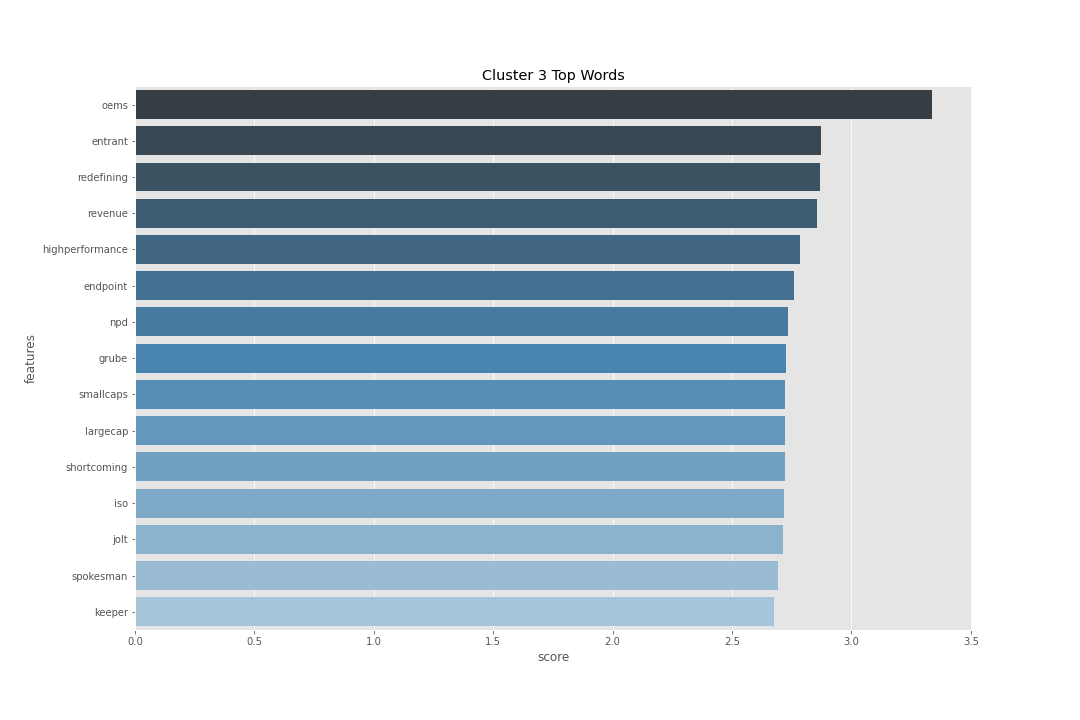 Cluster 3 Top Words
oems
entrant
redefining
revenue
highperformance
endpoint
npd
grube
smallcaps
largecap
shortcoming
iso
jolt
spokesman
keeper
features
0.0 0.5 1.0 1.5 2.0 2.5 3.0 3.5
score